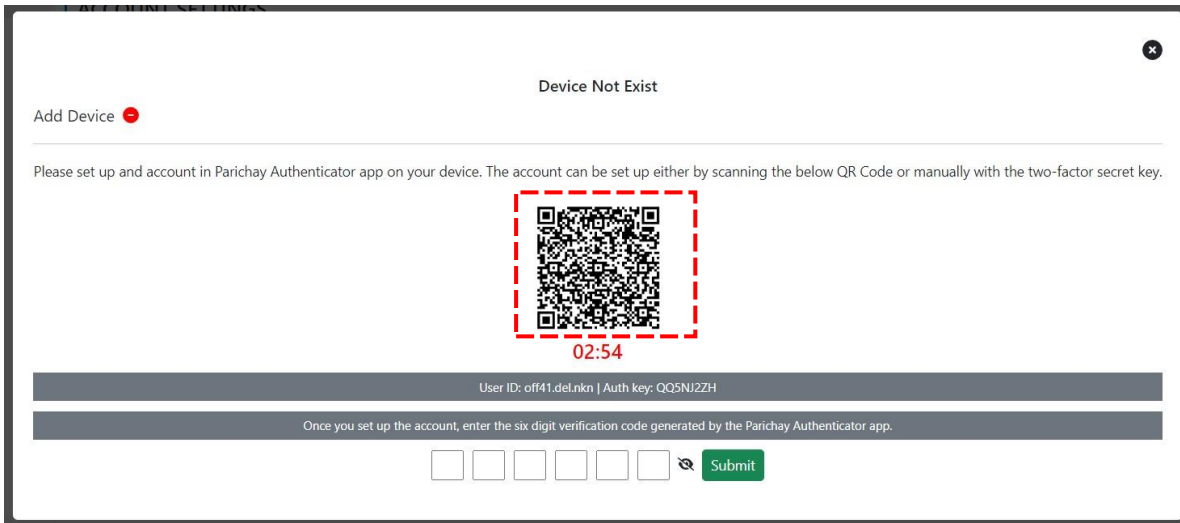 ACCOUNT SETTINGS
Device Not Exist
Add Device
Please set up and account in Parichay Authenticator app on your device. The account can be set up either by scanning the below QR Code or manually with the two-factor secret key.
02:54
User ID: off41.del.nkn | Auth key: QQ5NJ2ZH
Once you set up the account, enter the six digit verification code generated by the Parichay Authenticator app.
Submit